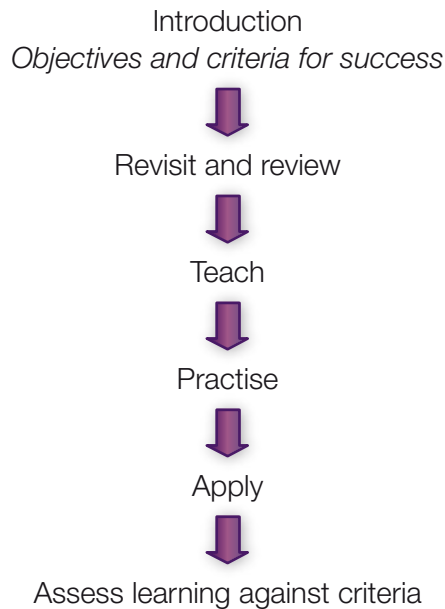 Introduction
Objectives and criteria for success
Revisit and review
Teach
Practise
Apply
Assess learning against criteria